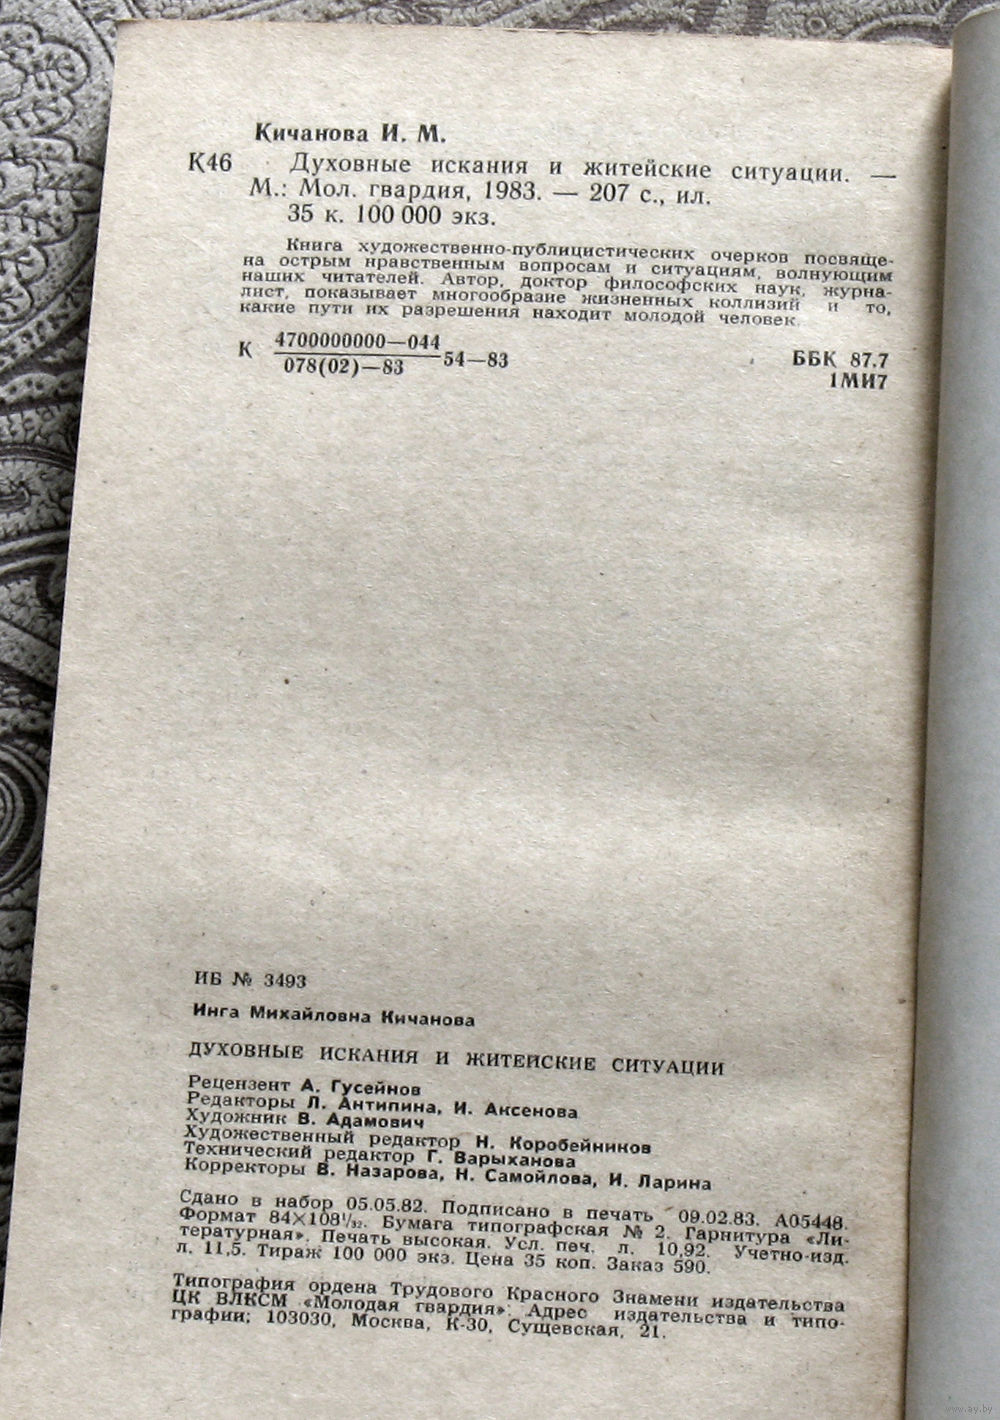 Кичанова И. М.
К46 Духовные искания и житейские ситуации. —
М.: Мол. гвардия, 1983. — 207 с., ил.
35 к. 100 000 экз.
Книга художественно-публицистических очерков посвяще-
на острым нравственным вопросам и ситуациям, волнующим
наших читателей. Автор, доктор философских наук, журна-
лист, показывает многообразие жизненных коллизий и то,
какие пути их разрешения находит молодой человек.
К 4700000000—044
078(02)—83 54—83
ББК 87.7
1МИ7
ИБ № 3493
Инга Михайловна Кичанова
ДУХОВНЫЕ ИСКАНИЯ И ЖИТЕЙСКИЕ СИТУАЦИИ
Рецензент А. Гусейнов
Редакторы Л. Антипина, И. Аксенова
Художник В. Адамович
Художественный редактор Н. Коробейников
Технический редактор Г. Варыханова
Корректоры В. Назарова, Н. Самойлова, И. Ларина
Сдано в набор 05.05.82. Подписано в печать 09.02.83. А05448.
Формат 84×108¹/₃₂. Бумага типографская № 2. Гарнитура «Ли-
тературная». Печать высокая. Усл. печ. л. 10,92. Учетно-изд.
л. 11,5. Тираж 100 000 экз. Цена 35 коп. Заказ 590.
Типография ордена Трудового Красного Знамени издательства
ЦК ВЛКСМ «Молодая гвардия». Адрес издательства и типо-
графии: 103030, Москва, К-30, Сущевская, 21.
www.ay.by